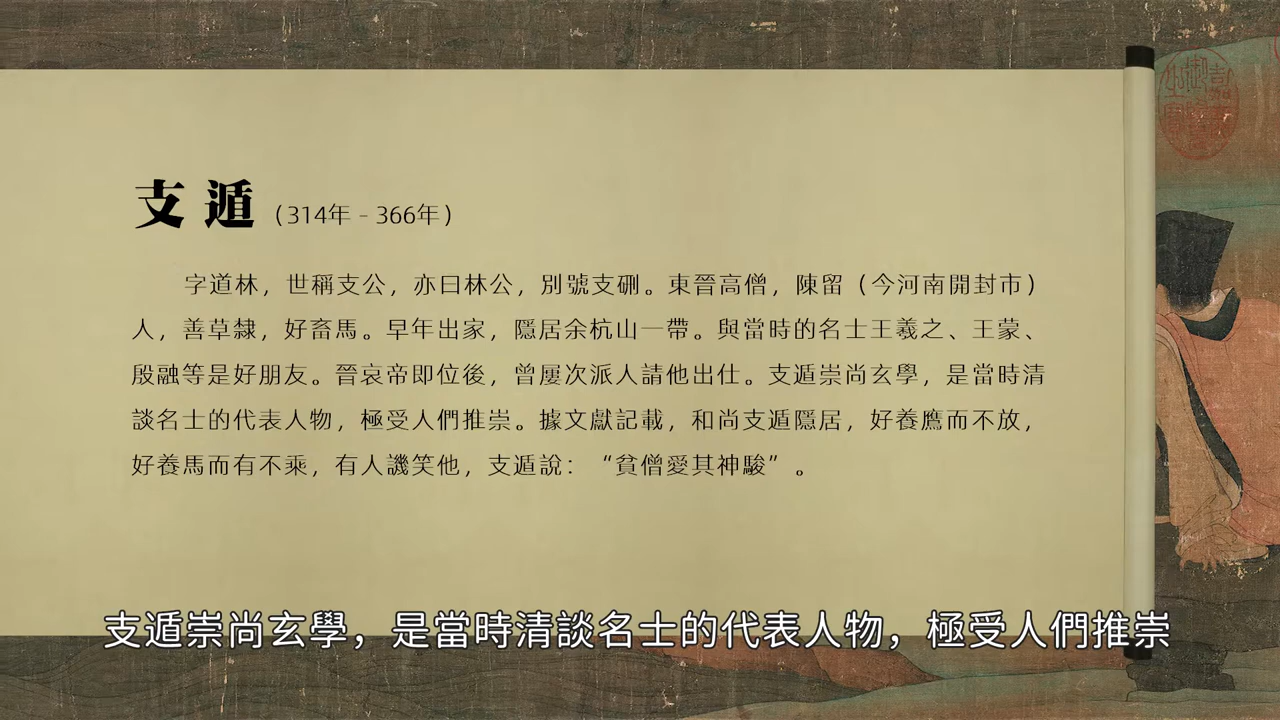 支遁（314年 - 366年）
字道林，世稱支公，亦曰林公，別號支硎。東晉高僧，陳留（今河南開封市）
人，善草隸，好畜馬。早年出家，隱居余杭山一帶。與當時的名士王羲之、王蒙、
殷融等是好朋友。晉哀帝即位後，曾屢次派人請他出仕。支遁崇尚玄學，是當時清
談名士的代表人物，極受人們推崇。據文獻記載，和尚支遁隱居，好養鷹而不放，
好養馬而有不乘，有人譏笑他，支遁說：“貧僧愛其神駿”。
支遁崇尚玄學，是當時清談名士的代表人物，極受人們推崇